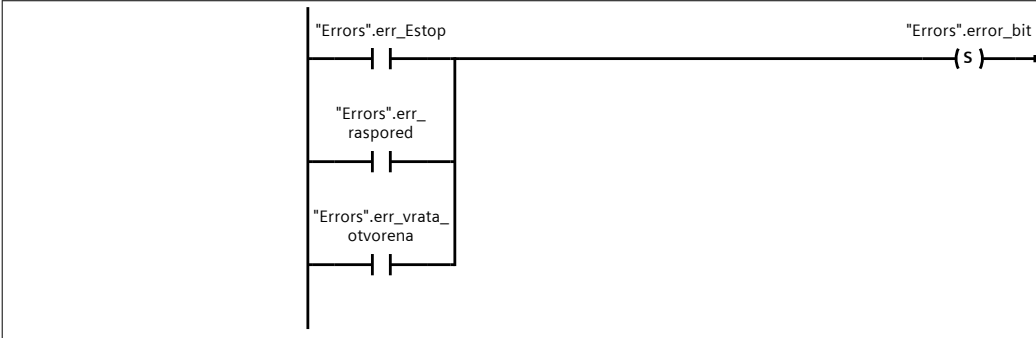 "Errors".err_Estop
"Errors".error_bit
S
"Errors".err_
raspored
"Errors".err_vrata_
otvorena